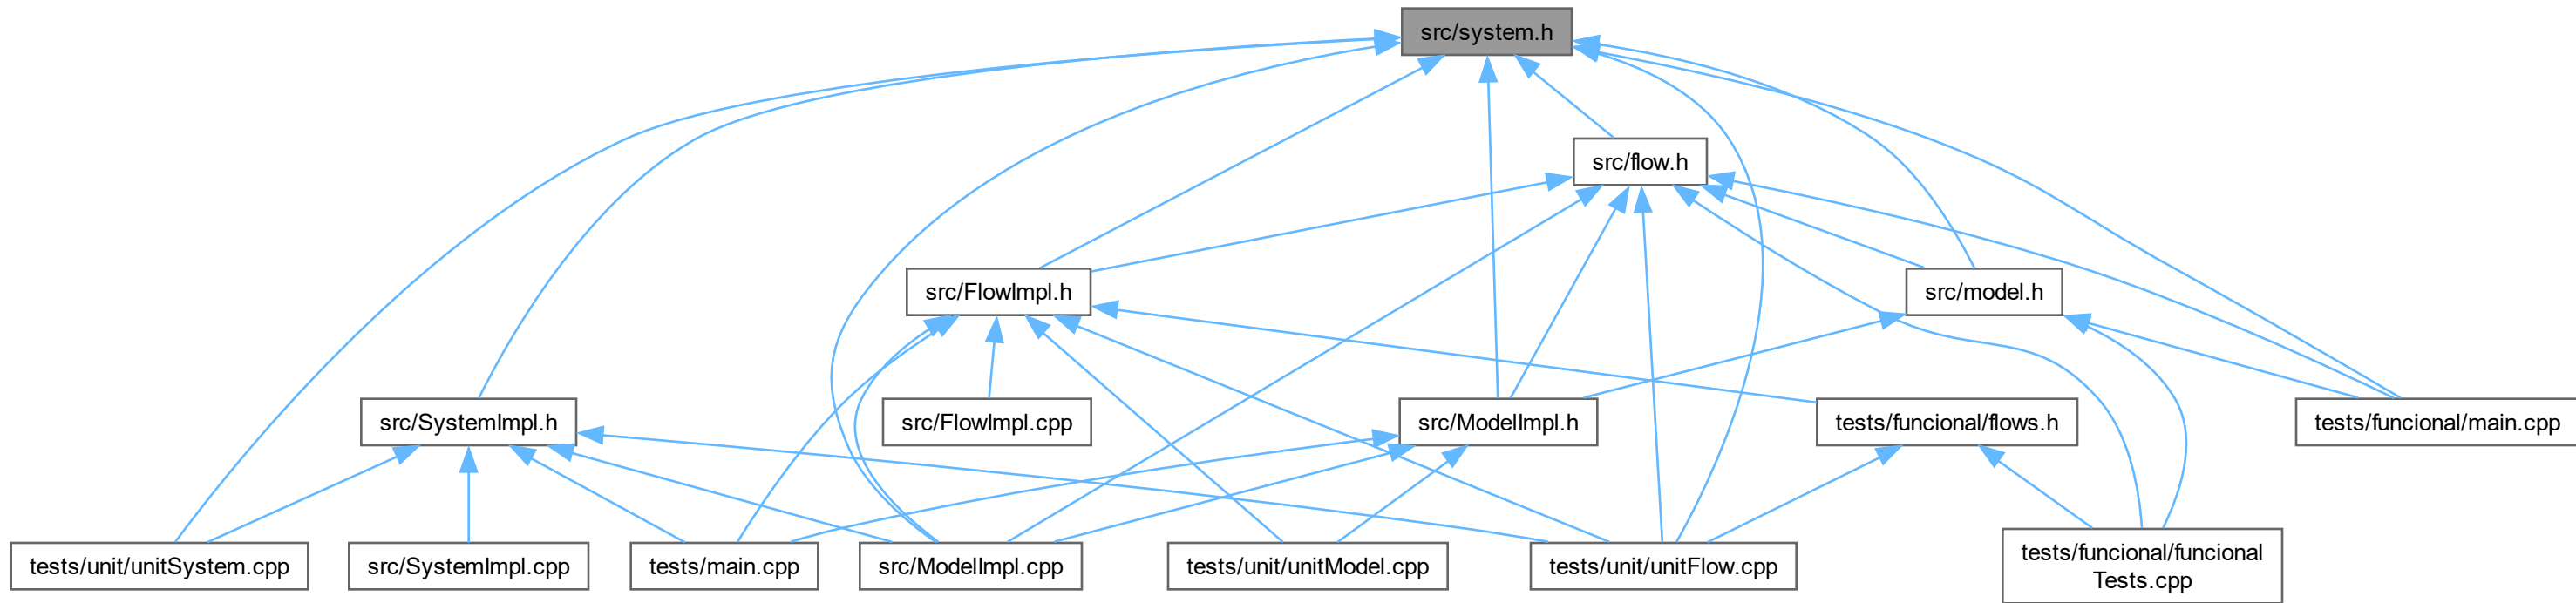 src/system.h
src/flow.h
src/FlowImpl.h
src/model.h
src/SystemImpl.h
src/FlowImpl.cpp
src/ModelImpl.h
tests/funcional/flows.h
tests/funcional/main.cpp
tests/unit/unitSystem.cpp
src/SystemImpl.cpp
tests/main.cpp
src/ModelImpl.cpp
tests/unit/unitModel.cpp
tests/unit/unitFlow.cpp
tests/funcional/funcional
Tests.cpp